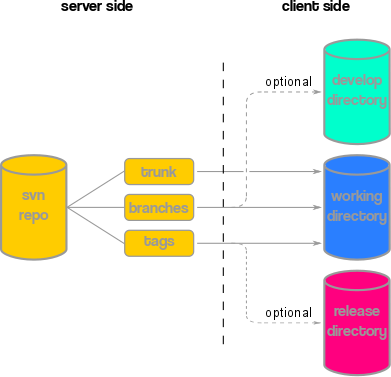 server side
client side
optional
develop
directory
trunk
svn
repo
branches
working
directory
tags
optional
release
directory